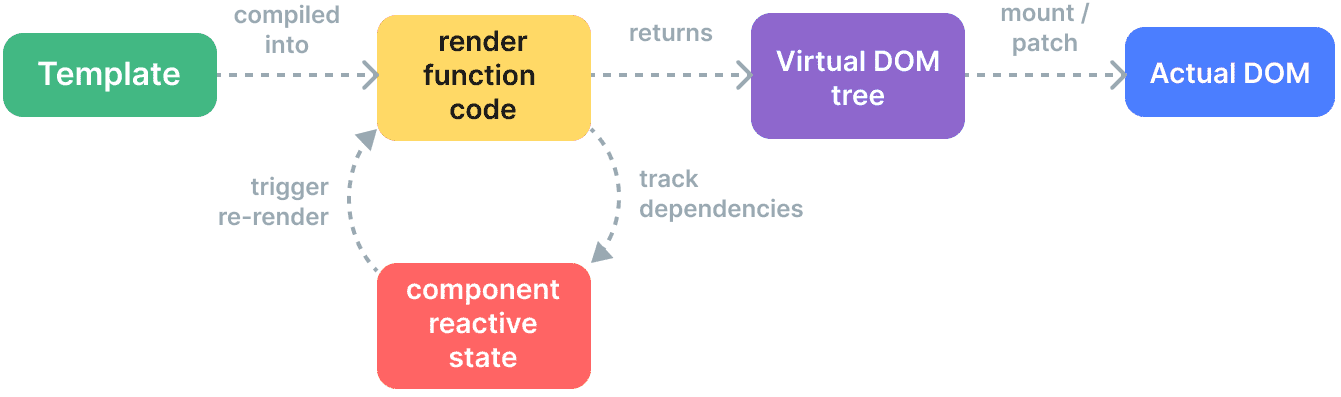 Template
compiled
into
render
function
code
returns
Virtual DOM
tree
mount /
patch
Actual DOM
trigger
re-render
track
dependencies
component
reactive
state